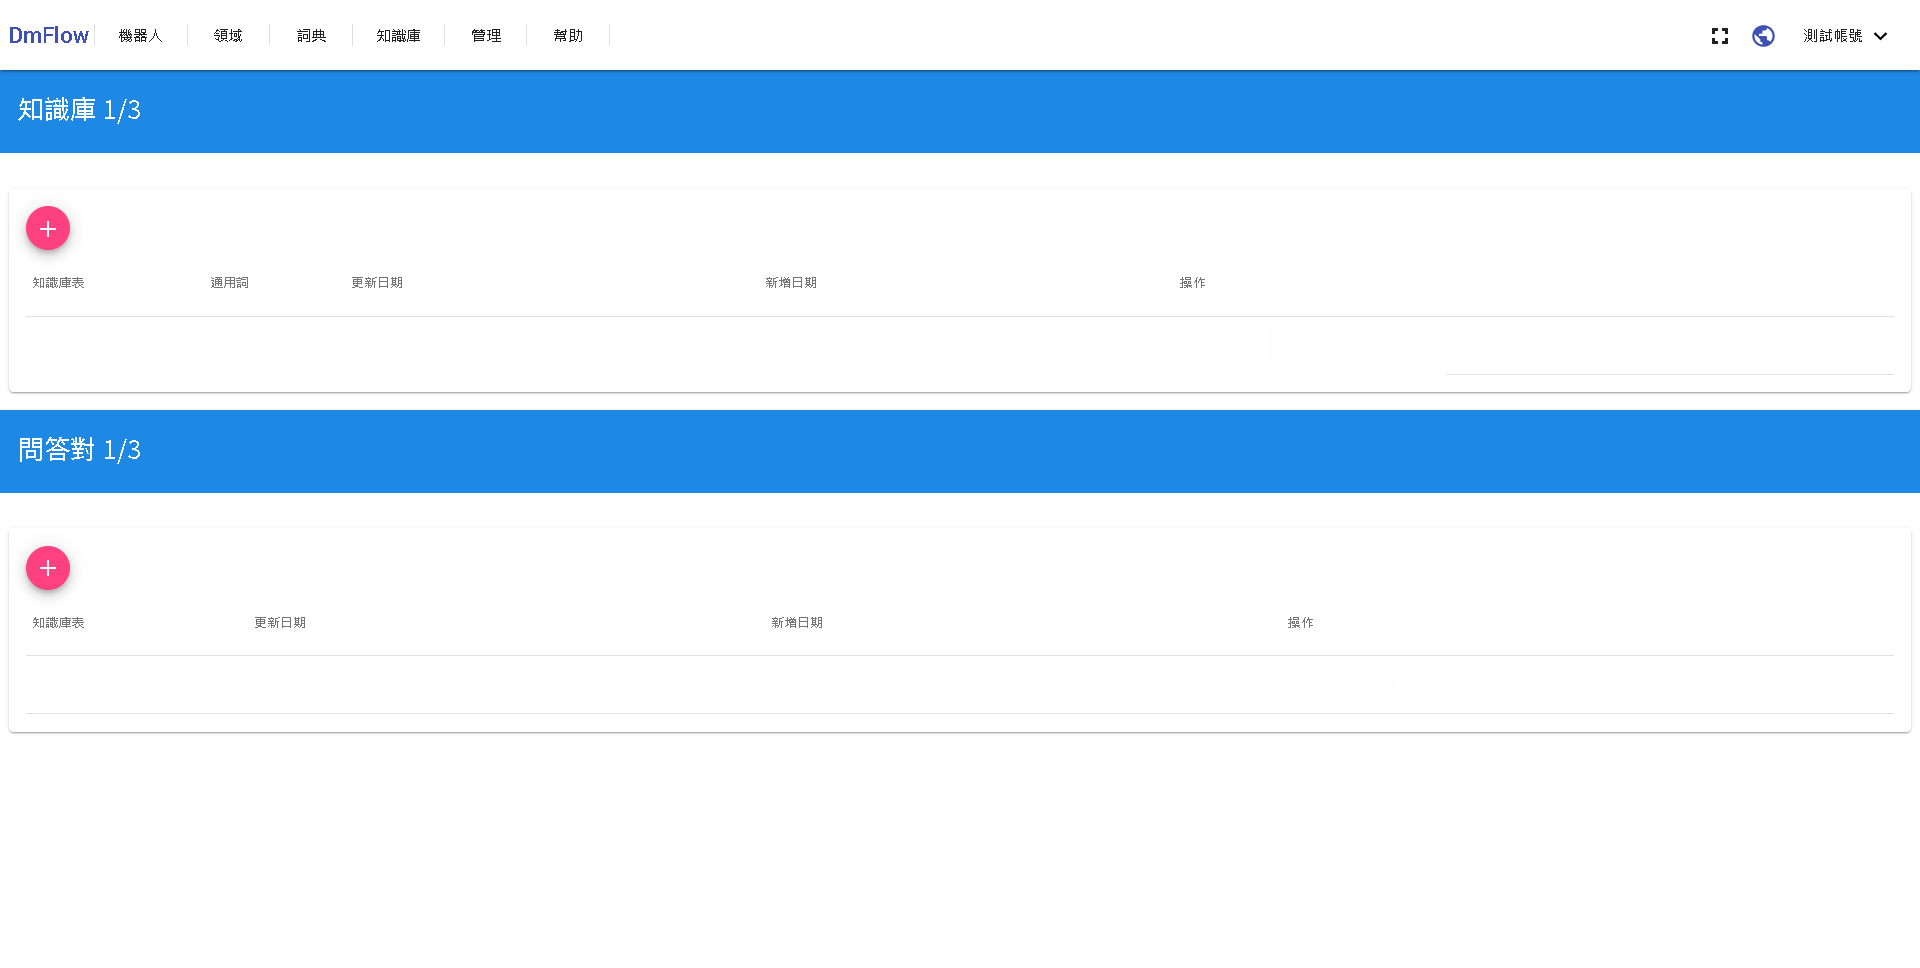 DmFlow 機器人 領域 詞典 知識庫 管理 幫助 測試帳號
知識庫 1/3
知識庫表 通用詞 更新日期 新增日期 操作
問答對 1/3
知識庫表 更新日期 新增日期 操作